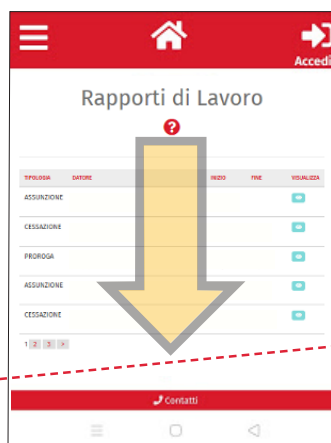 Accedi
Rapporti di Lavoro
?
TIPOLOGIA DATORE INIZIO FINE VISUALIZZA
ASSUNZIONE
CESSAZIONE
PROROGA
ASSUNZIONE
CESSAZIONE
1 2 3 »
Contatti